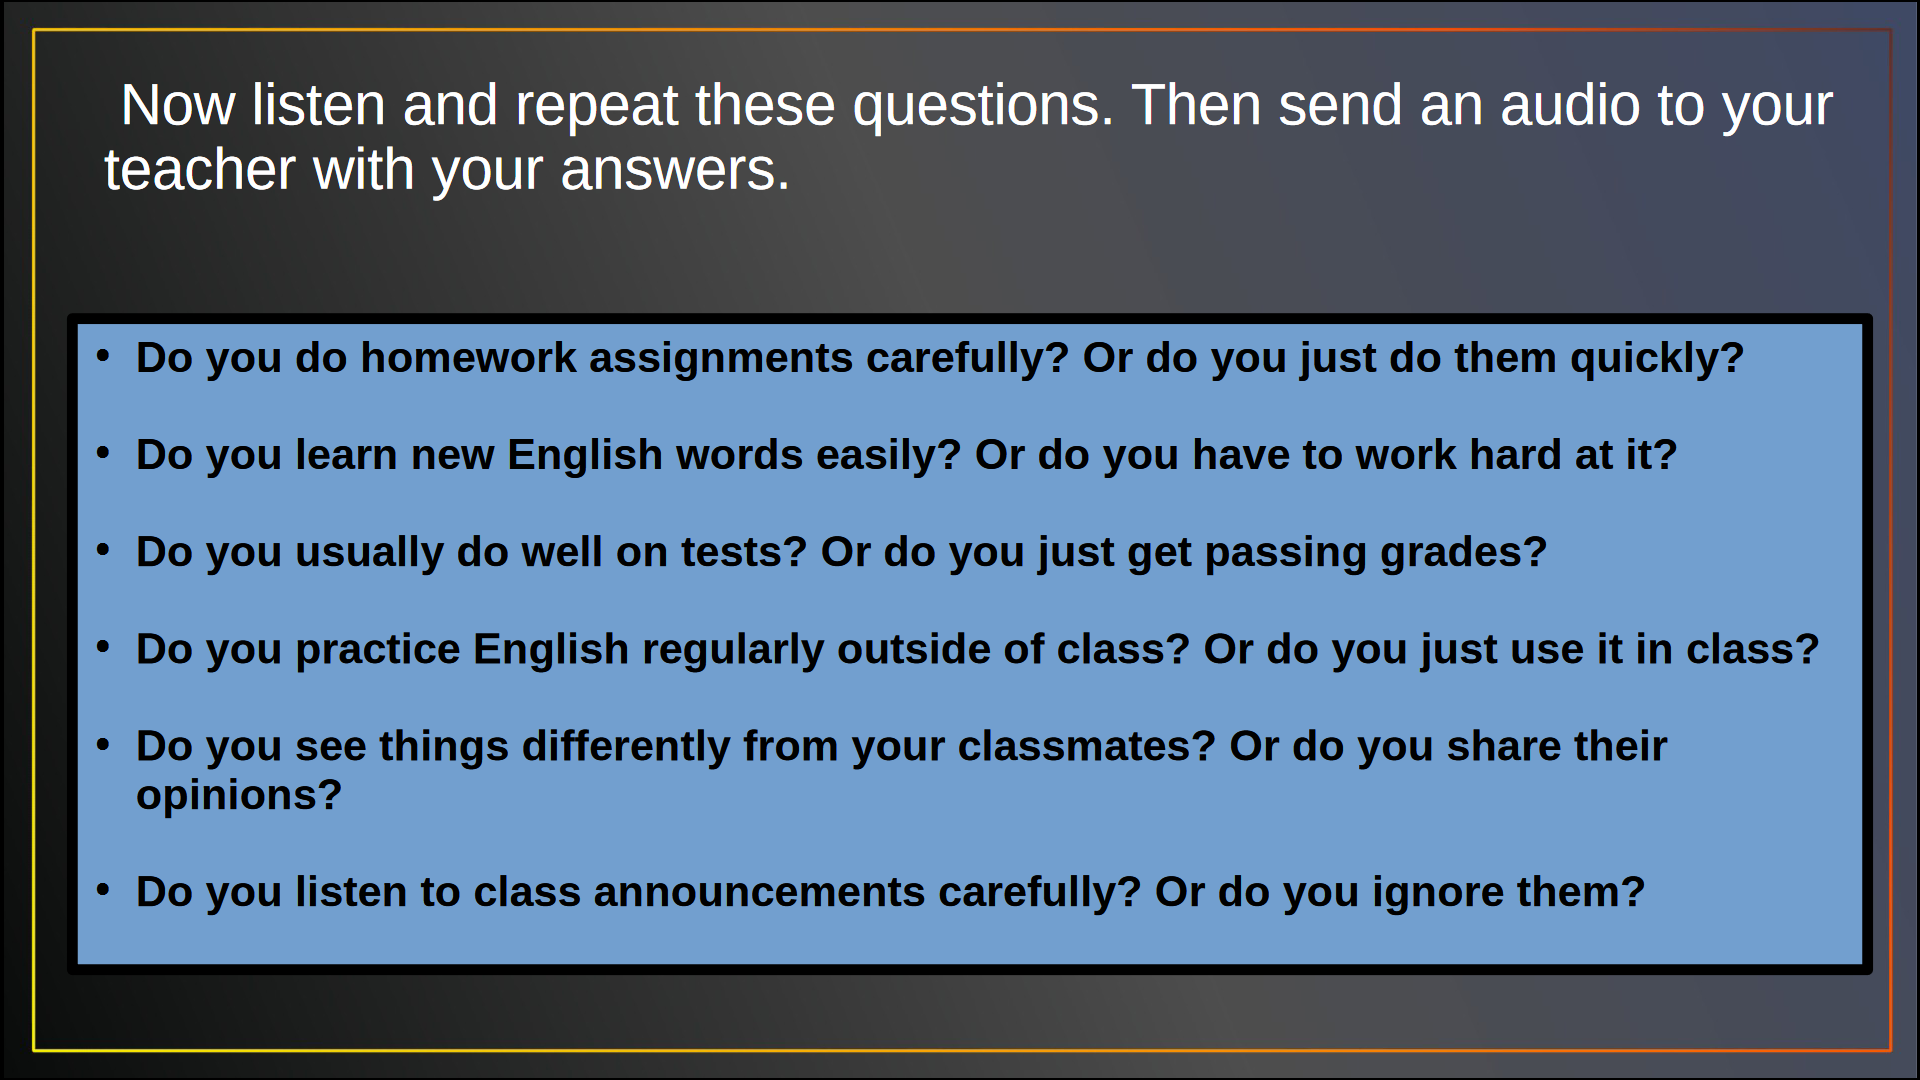 Now listen and repeat these questions. Then send an audio to your
teacher with your answers.
• Do you do homework assignments carefully? Or do you just do them quickly?
• Do you learn new English words easily? Or do you have to work hard at it?
• Do you usually do well on tests? Or do you just get passing grades?
• Do you practice English regularly outside of class? Or do you just use it in class?
• Do you see things differently from your classmates? Or do you share their
opinions?
• Do you listen to class announcements carefully? Or do you ignore them?